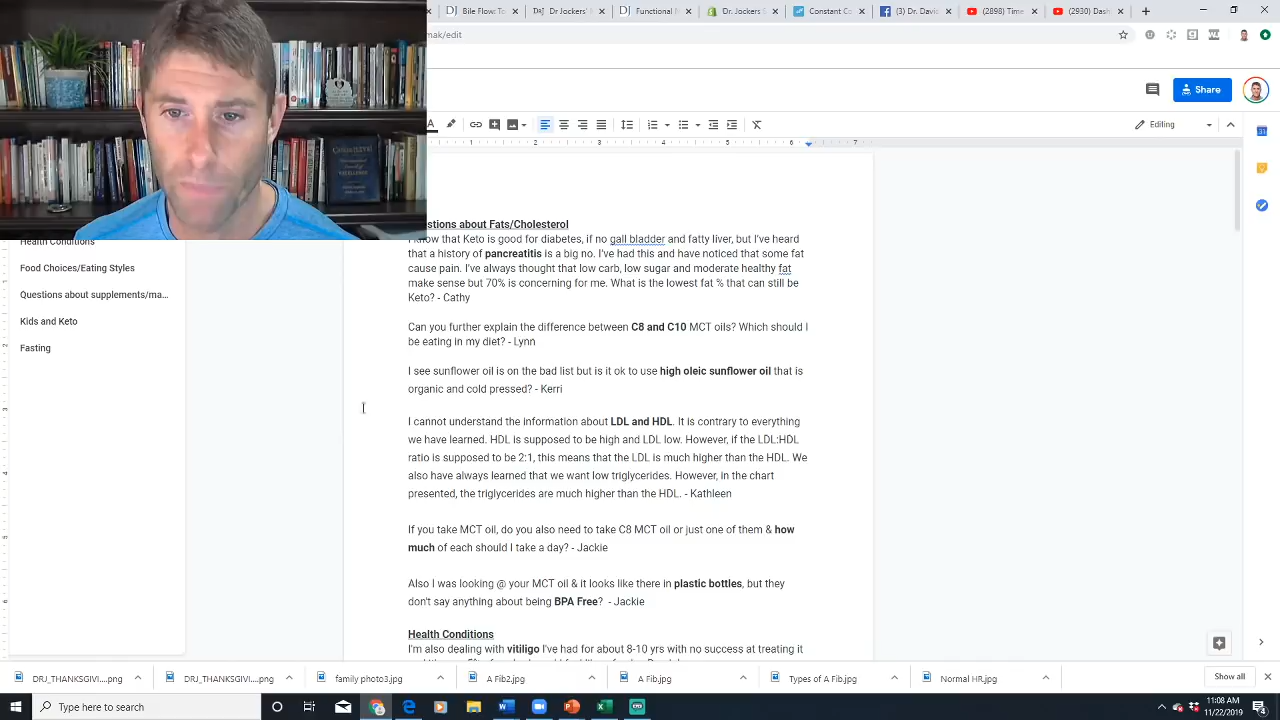 Bile Flow To
Dr. Jockers'
Functional M
Dr.Jockers S
Constant Co
(3) Dr. Davi
(2898) Time
(2930) Dash
mak/edit
Share
Editing
1 2 3 4 5 6 7
stions about Fats/Cholesterol
I know that Keto is good for diabetes, if no gall bladder and fatty liver, but I've heard
that a history of pancreatitis is a big no. I've had this and have noticed that some fat
cause pain. I've always thought that low carb, low sugar and moderate healthy fat
make sense but 70% is concerning for me. What is the lowest fat % that can still be
Keto? - Cathy
Can you further explain the difference between C8 and C10 MCT oils? Which should I
be eating in my diet? - Lynn
I see sunflower oil is on the bad list but is it ok to use high oleic sunflower oil that is
organic and cold pressed? - Kerri
I cannot understand the information about LDL and HDL. It is contrary to everything
we have learned. HDL is supposed to be high and LDL low. However, if the LDL:HDL
ratio is supposed to be 2:1, this means that the LDL is much higher than the HDL. We
also have always learned that we want low triglycerides. However, in the chart
presented, the triglycerides are much higher than the HDL. - Kathleen
If you take MCT oil, do you also need to take C8 MCT oil or just one of them & how
much of each should I take a day? - Jackie
Also I was looking @ your MCT oil & it looks like there in plastic bottles, but they
don't say anything about being BPA Free? - Jackie
Health Conditions
I'm also dealing with vitiligo I've had for about 8-10 yrs with no success at treating it
Health Conditions
Food Choices/Eating Styles
Questions about supplements/ma...
Kids and Keto
Fasting
DRJ_THANKSGIVI....png
DRJ_THANKSGIVI....png
family photo3.jpg
A Fib2.jpg
A Fib.jpg
Types of A Fib.jpg
Normal HR.jpg
Show all
Type here to search
11:08 AM
11/22/2019